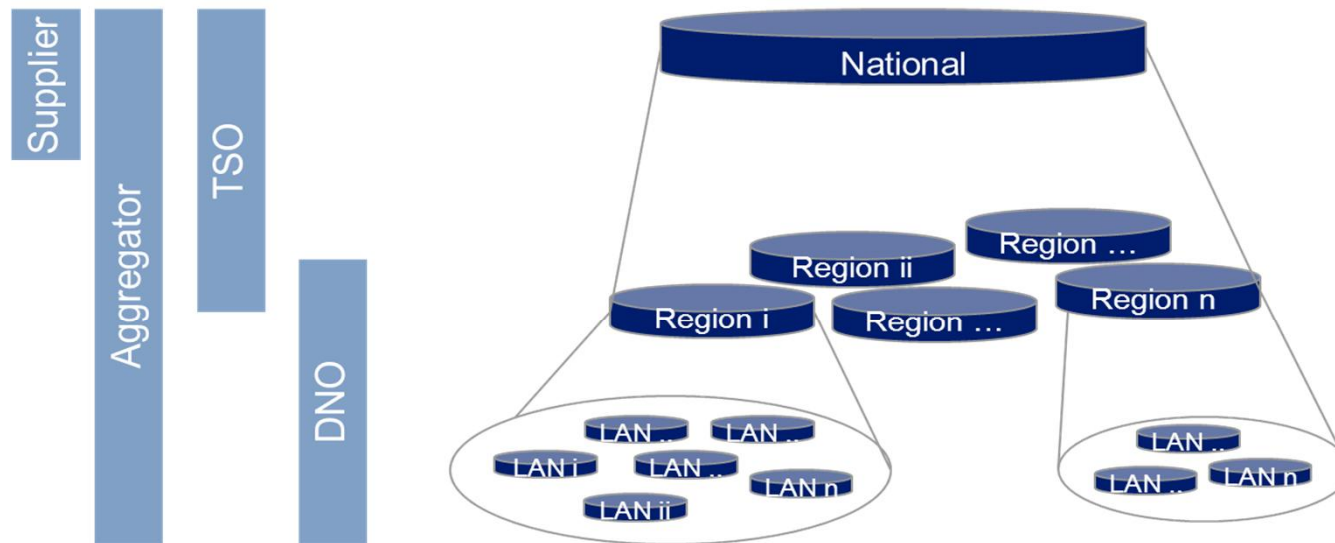 Supplier
Aggregator
TSO
DNO
National
Region ...
Region ii
Region n
Region i
Region ...
LAN ..
LAN ..
LAN i
LAN ..
LAN n
LAN ii
LAN ..
LAN ..
LAN n